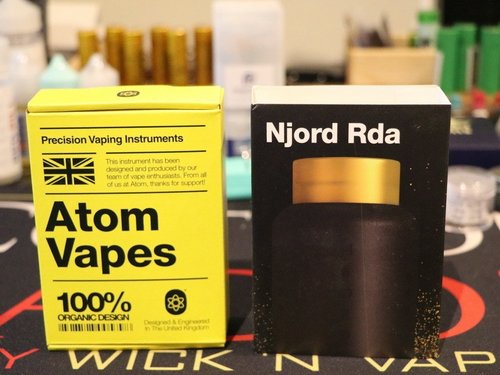 Precision Vaping Instruments
This instrument has been
designed and produced by our
team of vape enthusiasts. From all
of us at Atom, thanks for support!
Atom
Vapes
100%
ORGANIC DESIGN
Designed & Engineered
In The United Kingdom
Njord Rda
Y WICK N VAP